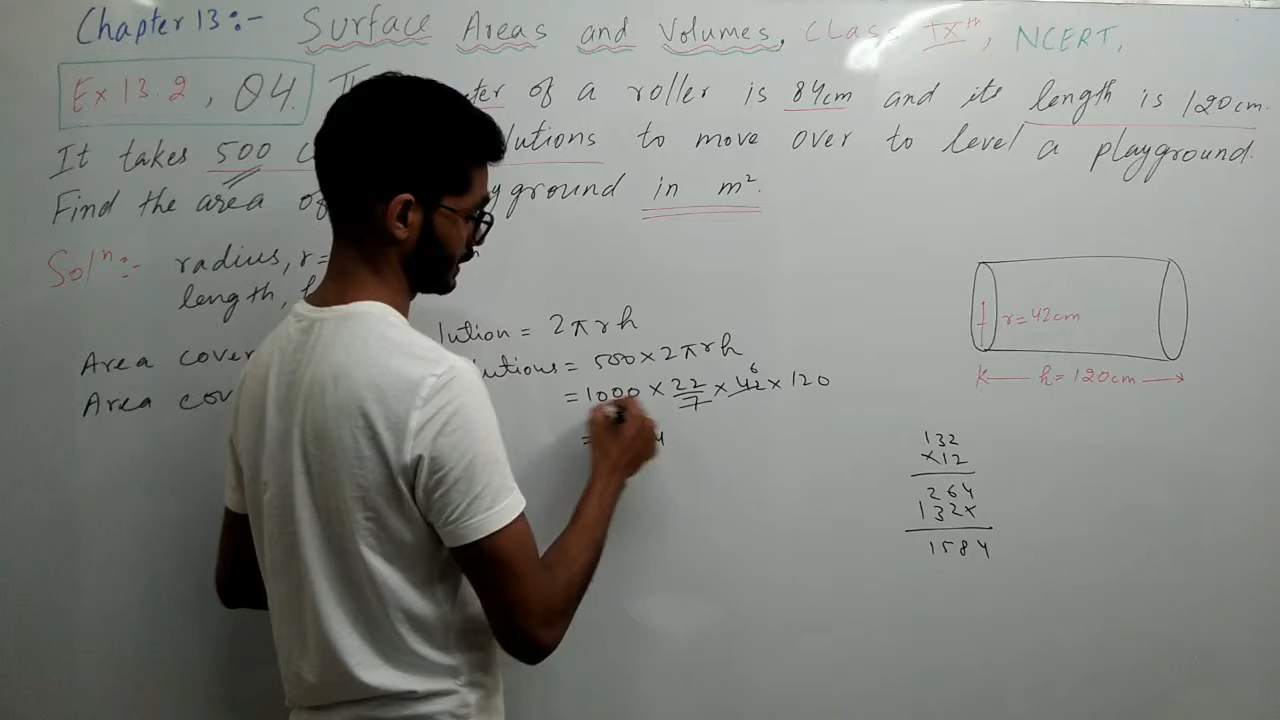 Chapter 13:- Surface Areas and Volumes, Class IXth, NCERT,
Ex 13.2, Q4. of a roller is 84cm and its length is 120cm.
It takes 500 lutions to move over to level a playground.
Find the area of ground in m².
Solⁿ:- radius, r=
length,
r=42cm
h=120cm
Area cover lution = 2πrh
Area cov utions = 500×2πrh
= 1000 × 22/7 × 42 6 × 120
=
132
×12
264
132×
1584